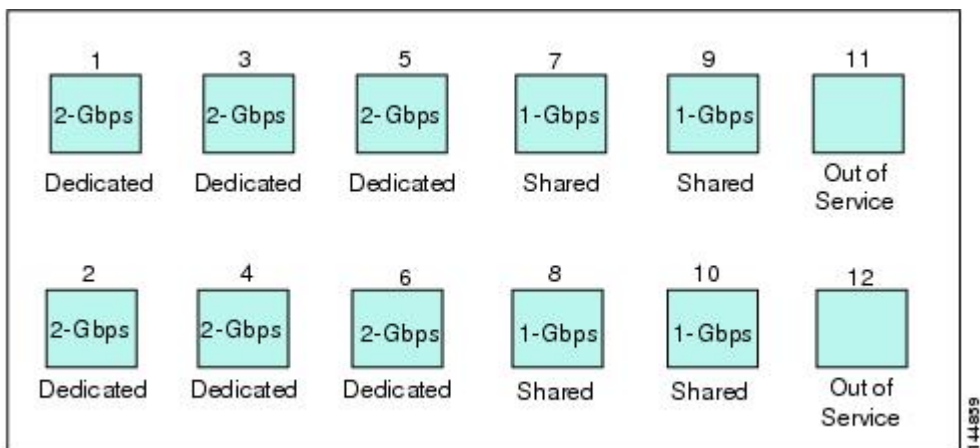 1 3 5 7 9 11
2-Gbps 2-Gbps 2-Gbps 1-Gbps 1-Gbps
Dedicated Dedicated Dedicated Shared Shared Out of
Service
2 4 6 8 10 12
2-Gbps 2-Gbps 2-Gbps 1-Gbps 1-Gbps
Dedicated Dedicated Dedicated Shared Shared Out of
Service